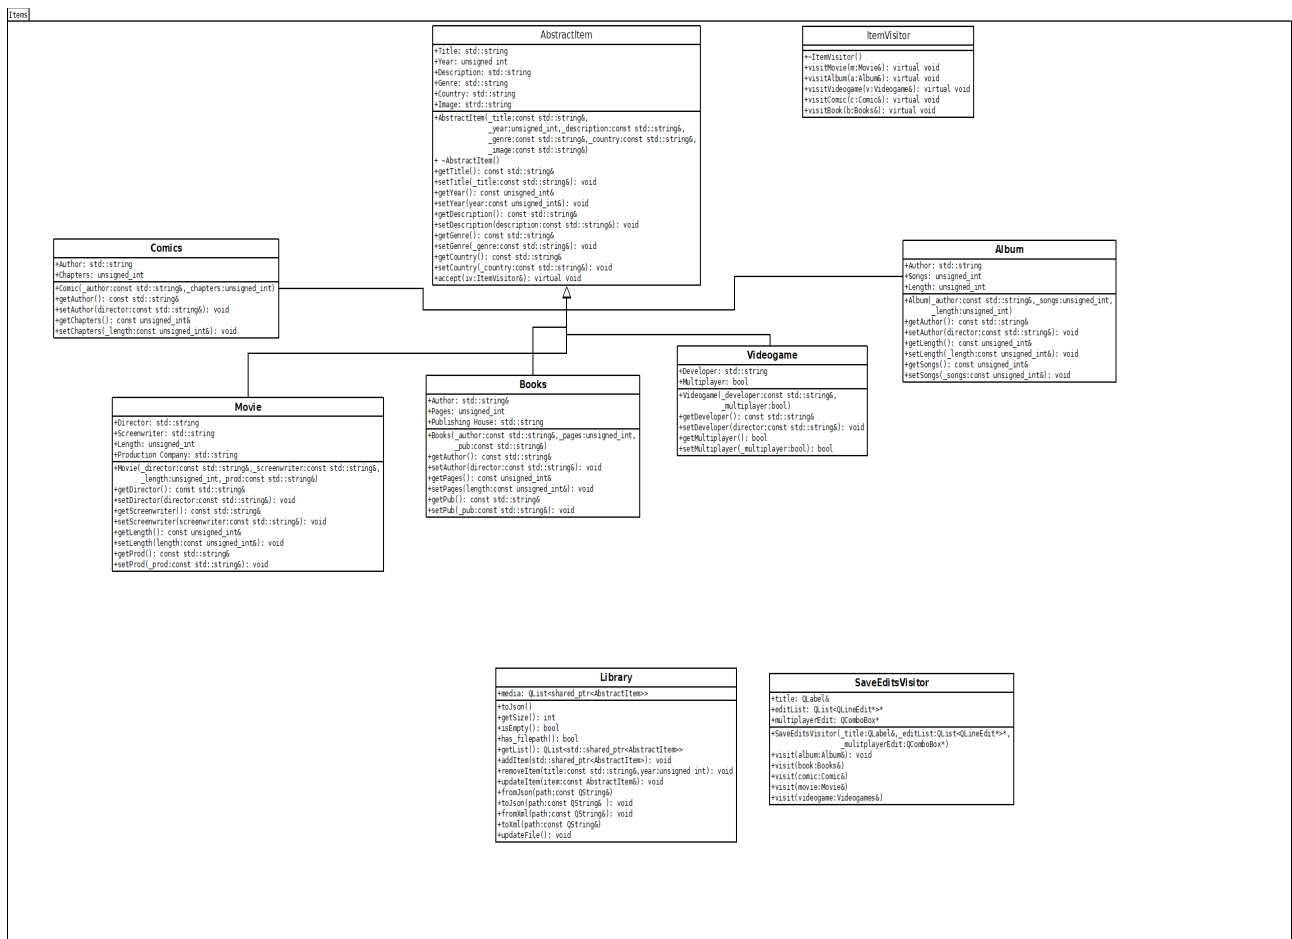 Items
AbstractItem
+Title: std::string
+Year: unsigned int
+Description: std::string
+Genre: std::string
+Country: std::string
+Image: strd::string
+AbstractItem(_title:const std::string&,
_year:unsigned_int,_description:const std::string&,
_genre:const std::string&,_country:const std::string&,
_image:const std::string&)
+ ~AbstractItem()
+getTitle(): const std::string&
+setTitle(_title:const std::string&): void
+getYear(): const unisgned_int&
+setYear(year:const unsigned_int&): void
+getDescription(): const std::string&
+setDescription(description:const std::string&): void
+getGenre(): const std::string&
+setGenre(_genre:const std::string&): void
+getCountry(): const std::string&
+setCountry(_country:const std::string&): void
+accept(iv:ItemVisitor&): virtual void
ItemVisitor
+~ItemVisitor()
+visitMovie(m:Movie&): virtual void
+visitAlbum(a:Album&): virtual void
+visitVideogame(v:Videogame&): virtual void
+visitComic(c:Comic&): virtual void
+visitBook(b:Books&): virtual void
Comics
+Author: std::string
+Chapters: unsigned_int
+Comic(_author:const std::string&,_chapters:unsigned_int)
+getAuthor(): const std::string&
+setAuthor(director:const std::string&): void
+getChapters(): const unsigned_int&
+setChapters(_length:const unsigned_int&): void
Album
+Author: std::string
+Songs: unsigned_int
+Length: unsigned_int
+Album(_author:const std::string&,_songs:unsigned_int,
_length:unsigned_int)
+getAuthor(): const std::string&
+setAuthor(director:const std::string&): void
+getLength(): const unsigned_int&
+setLength(_length:const unsigned_int&): void
+getSongs(): const unsigned_int&
+setSongs(_songs:const unsigned_int&): void
Videogame
+Developer: std::string
+Multiplayer: bool
+Videogame(_developer:const std::string&,
_multiplayer:bool)
+getDeveloper(): const std::string&
+setDeveloper(director:const std::string&): void
+getMultiplayer(): bool
+setMultiplayer(_multiplayer:bool): bool
Books
+Author: std::string&
+Pages: unsigned_int
+Publishing House: std::string
+Books(_author:const std::string&,_pages:unsigned_int,
_pub:const std::string&)
+getAuthor(): const std::string&
+setAuthor(director:const std::string&): void
+getPages(): const unsigned_int&
+setPages(length:const unsigned_int&): void
+getPub(): const std::string&
+setPub(_pub:const std::string&): void
Movie
+Director: std::string
+Screenwriter: std::string
+Length: unsigned_int
+Production Company: std::string
+Movie(_director:const std::string&,_screenwriter:const std::string&,
_length:unsigned_int,_prod:const std::string&)
+getDirector(): const std::string&
+setDirector(director:const std::string&): void
+getScreenwriter(): const std::string&
+setScreenwriter(screenwriter:const std::string&): void
+getLength(): const unsigned_int&
+setLength(length:const unsigned_int&): void
+getProd(): const std::string&
+setProd(_prod:const std::string&): void
Library
+media: QList<shared_ptr<AbstractItem>>
+toJson()
+getSize(): int
+isEmpty(): bool
+has_filepath(): bool
+getList(): QList<std::shared_ptr<AbstractItem>>
+addItem(std::shared_ptr<AbstractItem>): void
+removeItem(title:const std::string&,year:unsigned int): void
+updateItem(item:const AbstractItem&): void
+fromJson(path:const QString&)
+toJson(path:const QString& ): void
+fromXml(path:const QString&): void
+toXml(path:const QString&)
+updateFile(): void
SaveEditsVisitor
+title: QLabel&
+editList: QList<QLineEdit*>*
+multiplayerEdit: QComboBox*
+SaveEditsVisitor(_title:QLabel&,_editList:QList<QLineEdit*>*,
_mulitplayerEdit:QComboBox*)
+visit(album:Album&): void
+visit(book:Books&)
+visit(comic:Comic&)
+visit(movie:Movie&)
+visit(videogame:Videogames&)